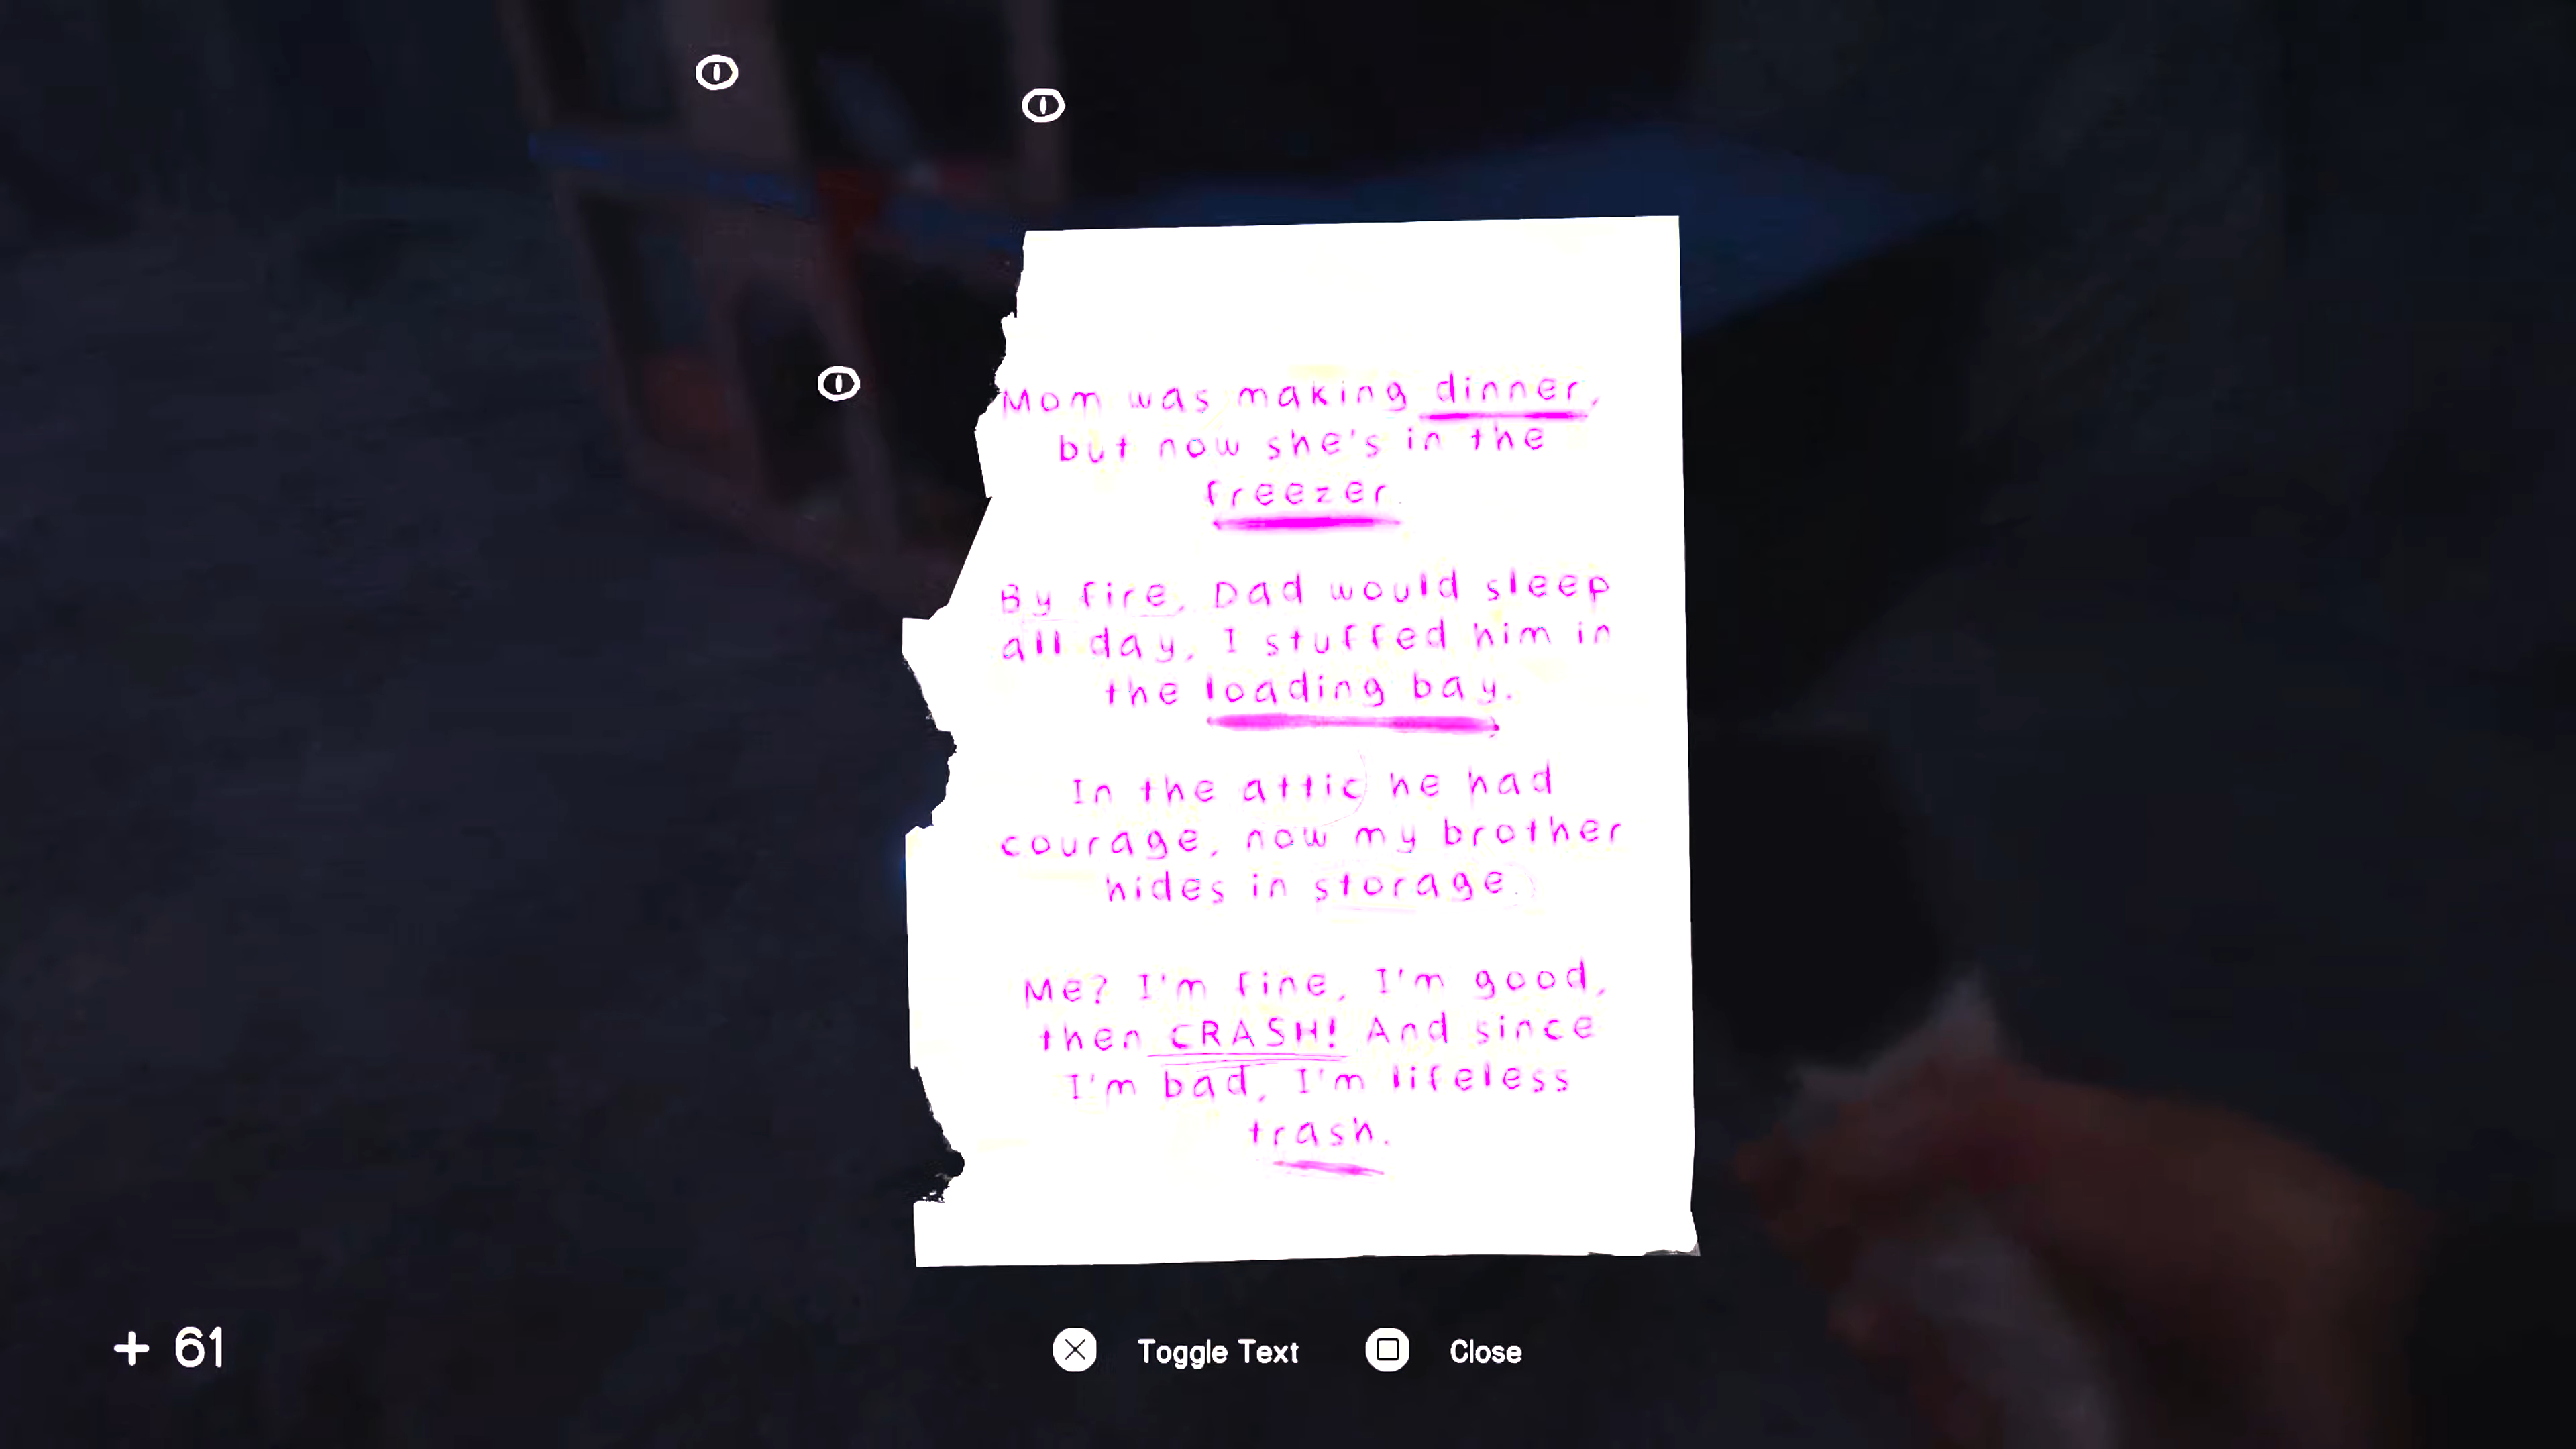 Mom was making dinner,
but now she's in the
freezer.
By fire, Dad would sleep
all day, I stuffed him in
the loading bay.
In the attic he had
courage, now my brother
hides in storage.
Me? I'm fine, I'm good,
then CRASH! And since
I'm bad, I'm lifeless
trash.
+ 61
Toggle Text
Close